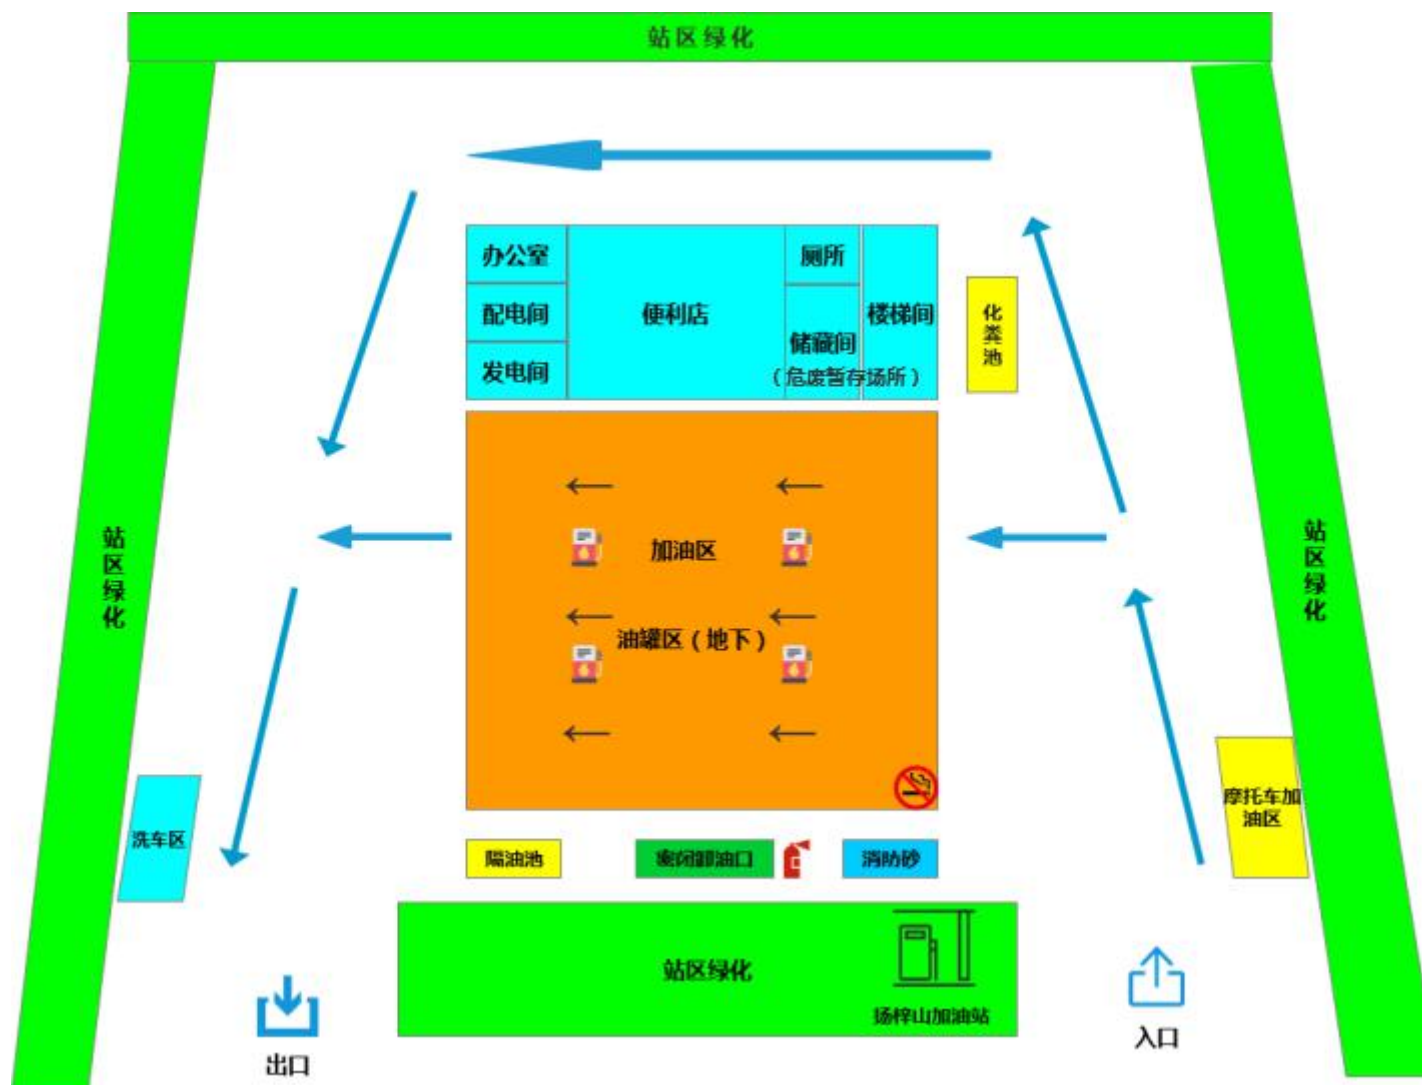 站区绿化
办公室
厕所
配电间
便利店
楼梯间
储藏间
（危废暂存场所）
发电间
化
粪
池
站
区
绿
化
加油区
站
区
绿
化
油罐区（地下）
洗车区
摩托车加
油区
隔油池
密闭卸油口
消防砂
站区绿化
扬梓山加油站
出口
入口